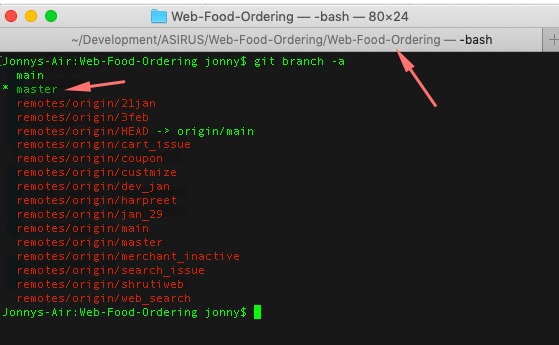 Web-Food-Ordering — -bash — 80×24
~/Development/ASIRUS/Web-Food-Ordering/Web-Food-Ordering — -bash
Jonnys-Air:Web-Food-Ordering jonny$ git branch -a
main
* master
remotes/origin/21jan
remotes/origin/3feb
remotes/origin/HEAD -> origin/main
remotes/origin/cart_issue
remotes/origin/coupon
remotes/origin/custmize
remotes/origin/dev_jan
remotes/origin/harpreet
remotes/origin/jan_29
remotes/origin/main
remotes/origin/master
remotes/origin/merchant_inactive
remotes/origin/search_issue
remotes/origin/shrutiweb
remotes/origin/web_search
Jonnys-Air:Web-Food-Ordering jonny$